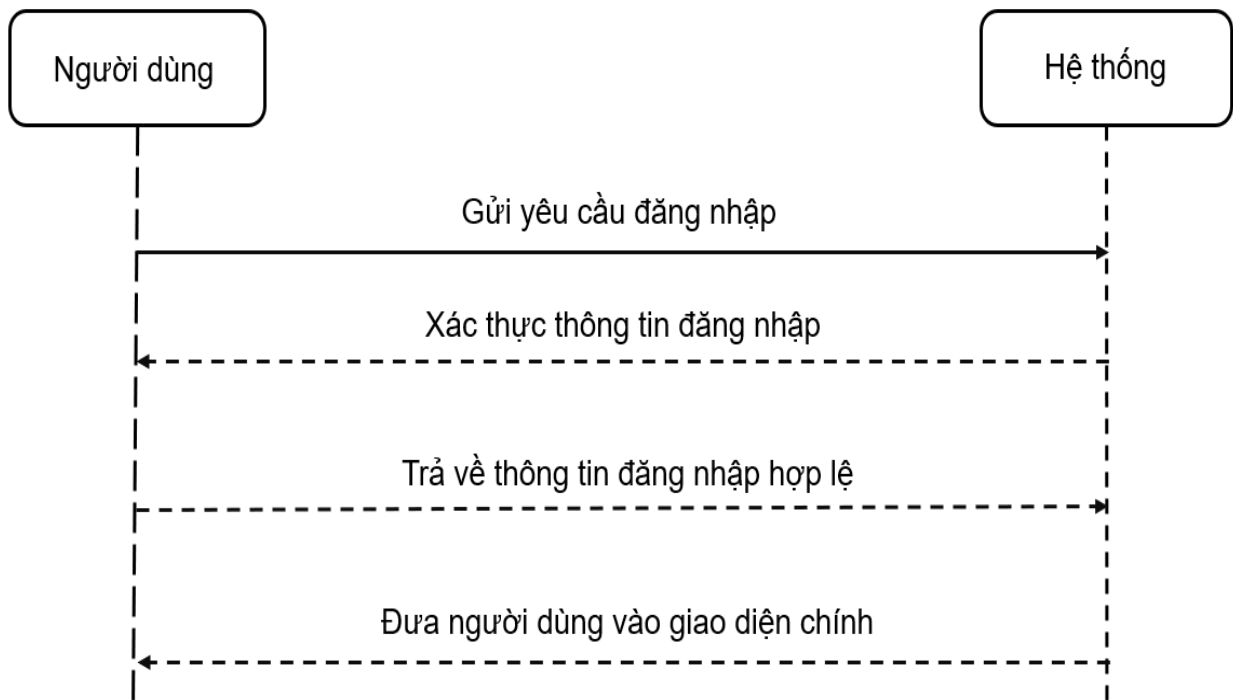 Người dùng
Hệ thống
Gửi yêu cầu đăng nhập
Xác thực thông tin đăng nhập
Trả về thông tin đăng nhập hợp lệ
Đưa người dùng vào giao diện chính